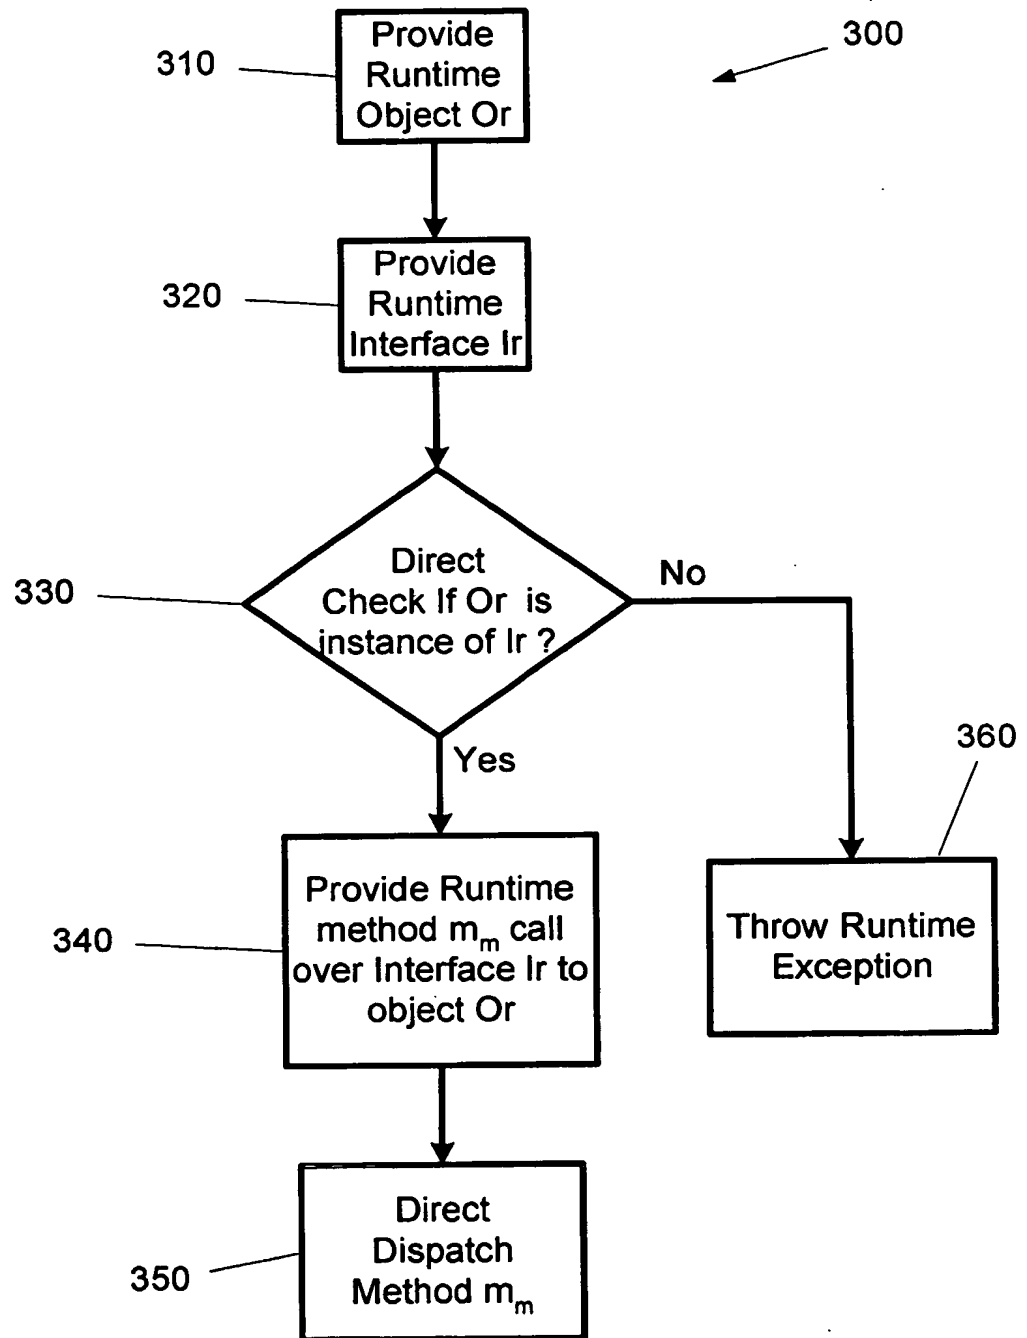 Provide
Runtime
Object Or
310
300
Provide
Runtime
Interface Ir
320
Direct
Check If Or is
instance of Ir ?
330
No
Yes
360
Provide Runtime
method mm call
over Interface Ir to
object Or
340
Throw Runtime
Exception
Direct
Dispatch
Method mm
350